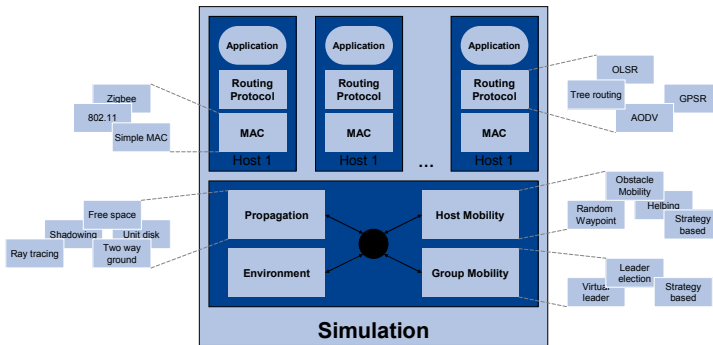 Application
Application
Application
Routing
Protocol
Routing
Protocol
Routing
Protocol
MAC
MAC
MAC
Host 1
Host 1
...
Host 1
Zigbee
802.11
Simple MAC
OLSR
Tree routing
GPSR
AODV
Propagation
Host Mobility
Environment
Group Mobility
Free space
Shadowing
Unit disk
Ray tracing
Two way
ground
Obstacle
Mobility
Random
Waypoint
Helbing
Strategy
based
Leader
election
Virtual
leader
Strategy
based
Simulation